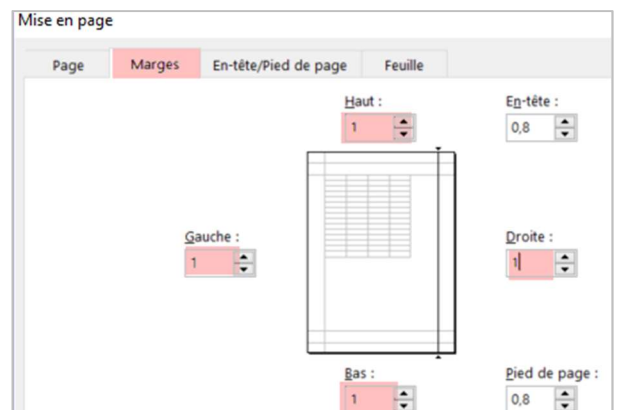 Mise en page
Page Marges En-tête/Pied de page Feuille
Haut : En-tête :
1 0,8
Gauche : Droite :
1 1
Bas : Pied de page :
1 0,8